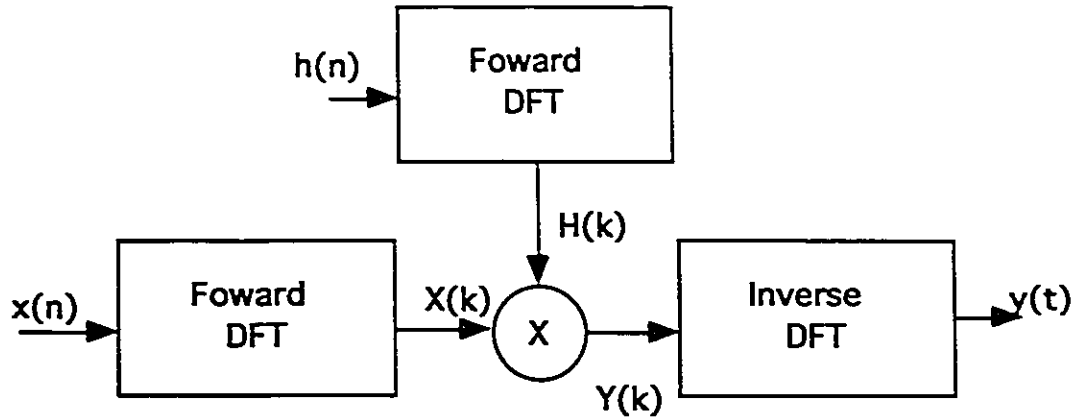 h(n)
Foward
DFT
H(k)
x(n)
Foward
DFT
X(k)
X
Y(k)
Inverse
DFT
y(t)